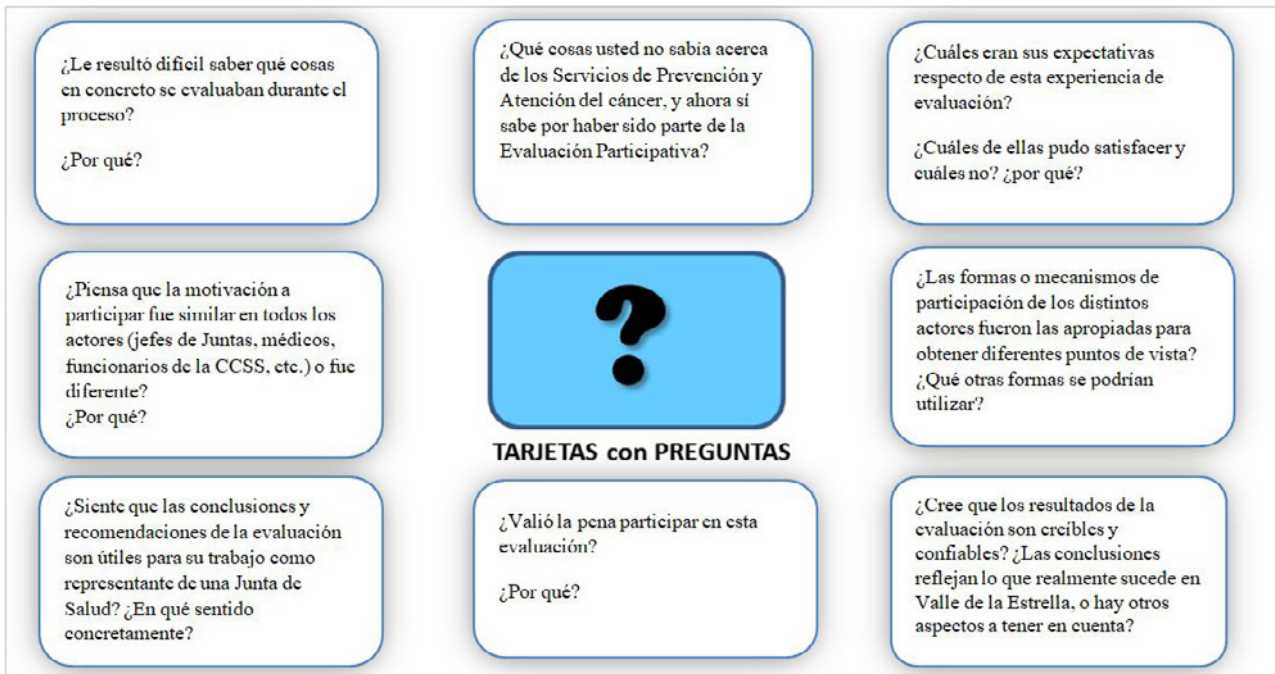 ¿Le resultó difícil saber qué cosas
en concreto se evaluaban durante el
proceso?
¿Por qué?
¿Qué cosas usted no sabía acerca
de los Servicios de Prevención y
Atención del cáncer, y ahora sí
sabe por haber sido parte de la
Evaluación Participativa?
¿Cuáles eran sus expectativas
respecto de esta experiencia de
evaluación?
¿Cuáles de ellas pudo satisfacer y
cuáles no? ¿por qué?
¿Piensa que la motivación a
participar fue similar en todos los
actores (jefes de Juntas, médicos,
funcionarios de la CCSS, etc.) o fue
diferente?
¿Por qué?
?
TARJETAS con PREGUNTAS
¿Las formas o mecanismos de
participación de los distintos
actores fueron las apropiadas para
obtener diferentes puntos de vista?
¿Qué otras formas se podrían
utilizar?
¿Siente que las conclusiones y
recomendaciones de la evaluación
son útiles para su trabajo como
representante de una Junta de
Salud? ¿En qué sentido
concretamente?
¿Valió la pena participar en esta
evaluación?
¿Por qué?
¿Cree que los resultados de la
evaluación son creíbles y
confiables? ¿Las conclusiones
reflejan lo que realmente sucede en
Valle de la Estrella, o hay otros
aspectos a tener en cuenta?